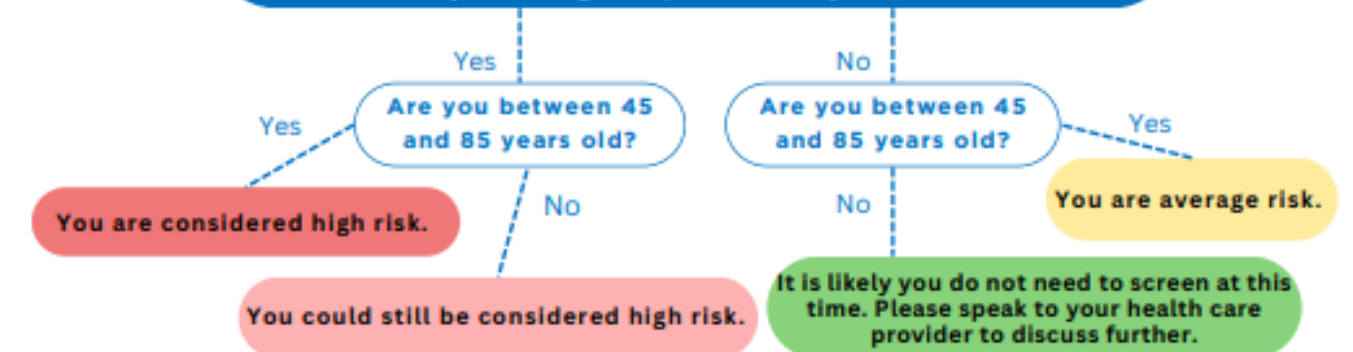 Yes
No
Are you between 45
and 85 years old?
Are you between 45
and 85 years old?
Yes
Yes
You are considered high risk.
No
No
You are average risk.
You could still be considered high risk.
It is likely you do not need to screen at this
time. Please speak to your health care
provider to discuss further.